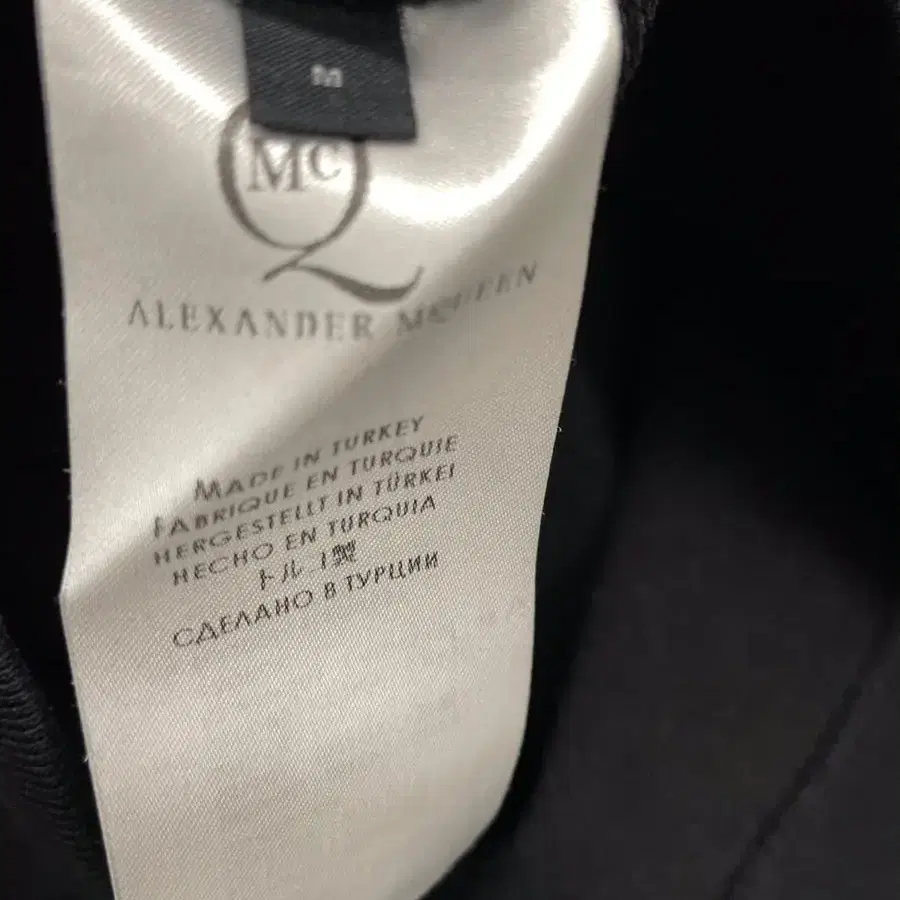 M
McQ
ALEXANDER MCQUEEN
MADE IN TURKEY
FABRIQUE EN TURQUIE
HERGESTELLT IN TÜRKEI
HECHO EN TURQUIA
トルコ製
СДЕЛАНО В ТУРЦИИ